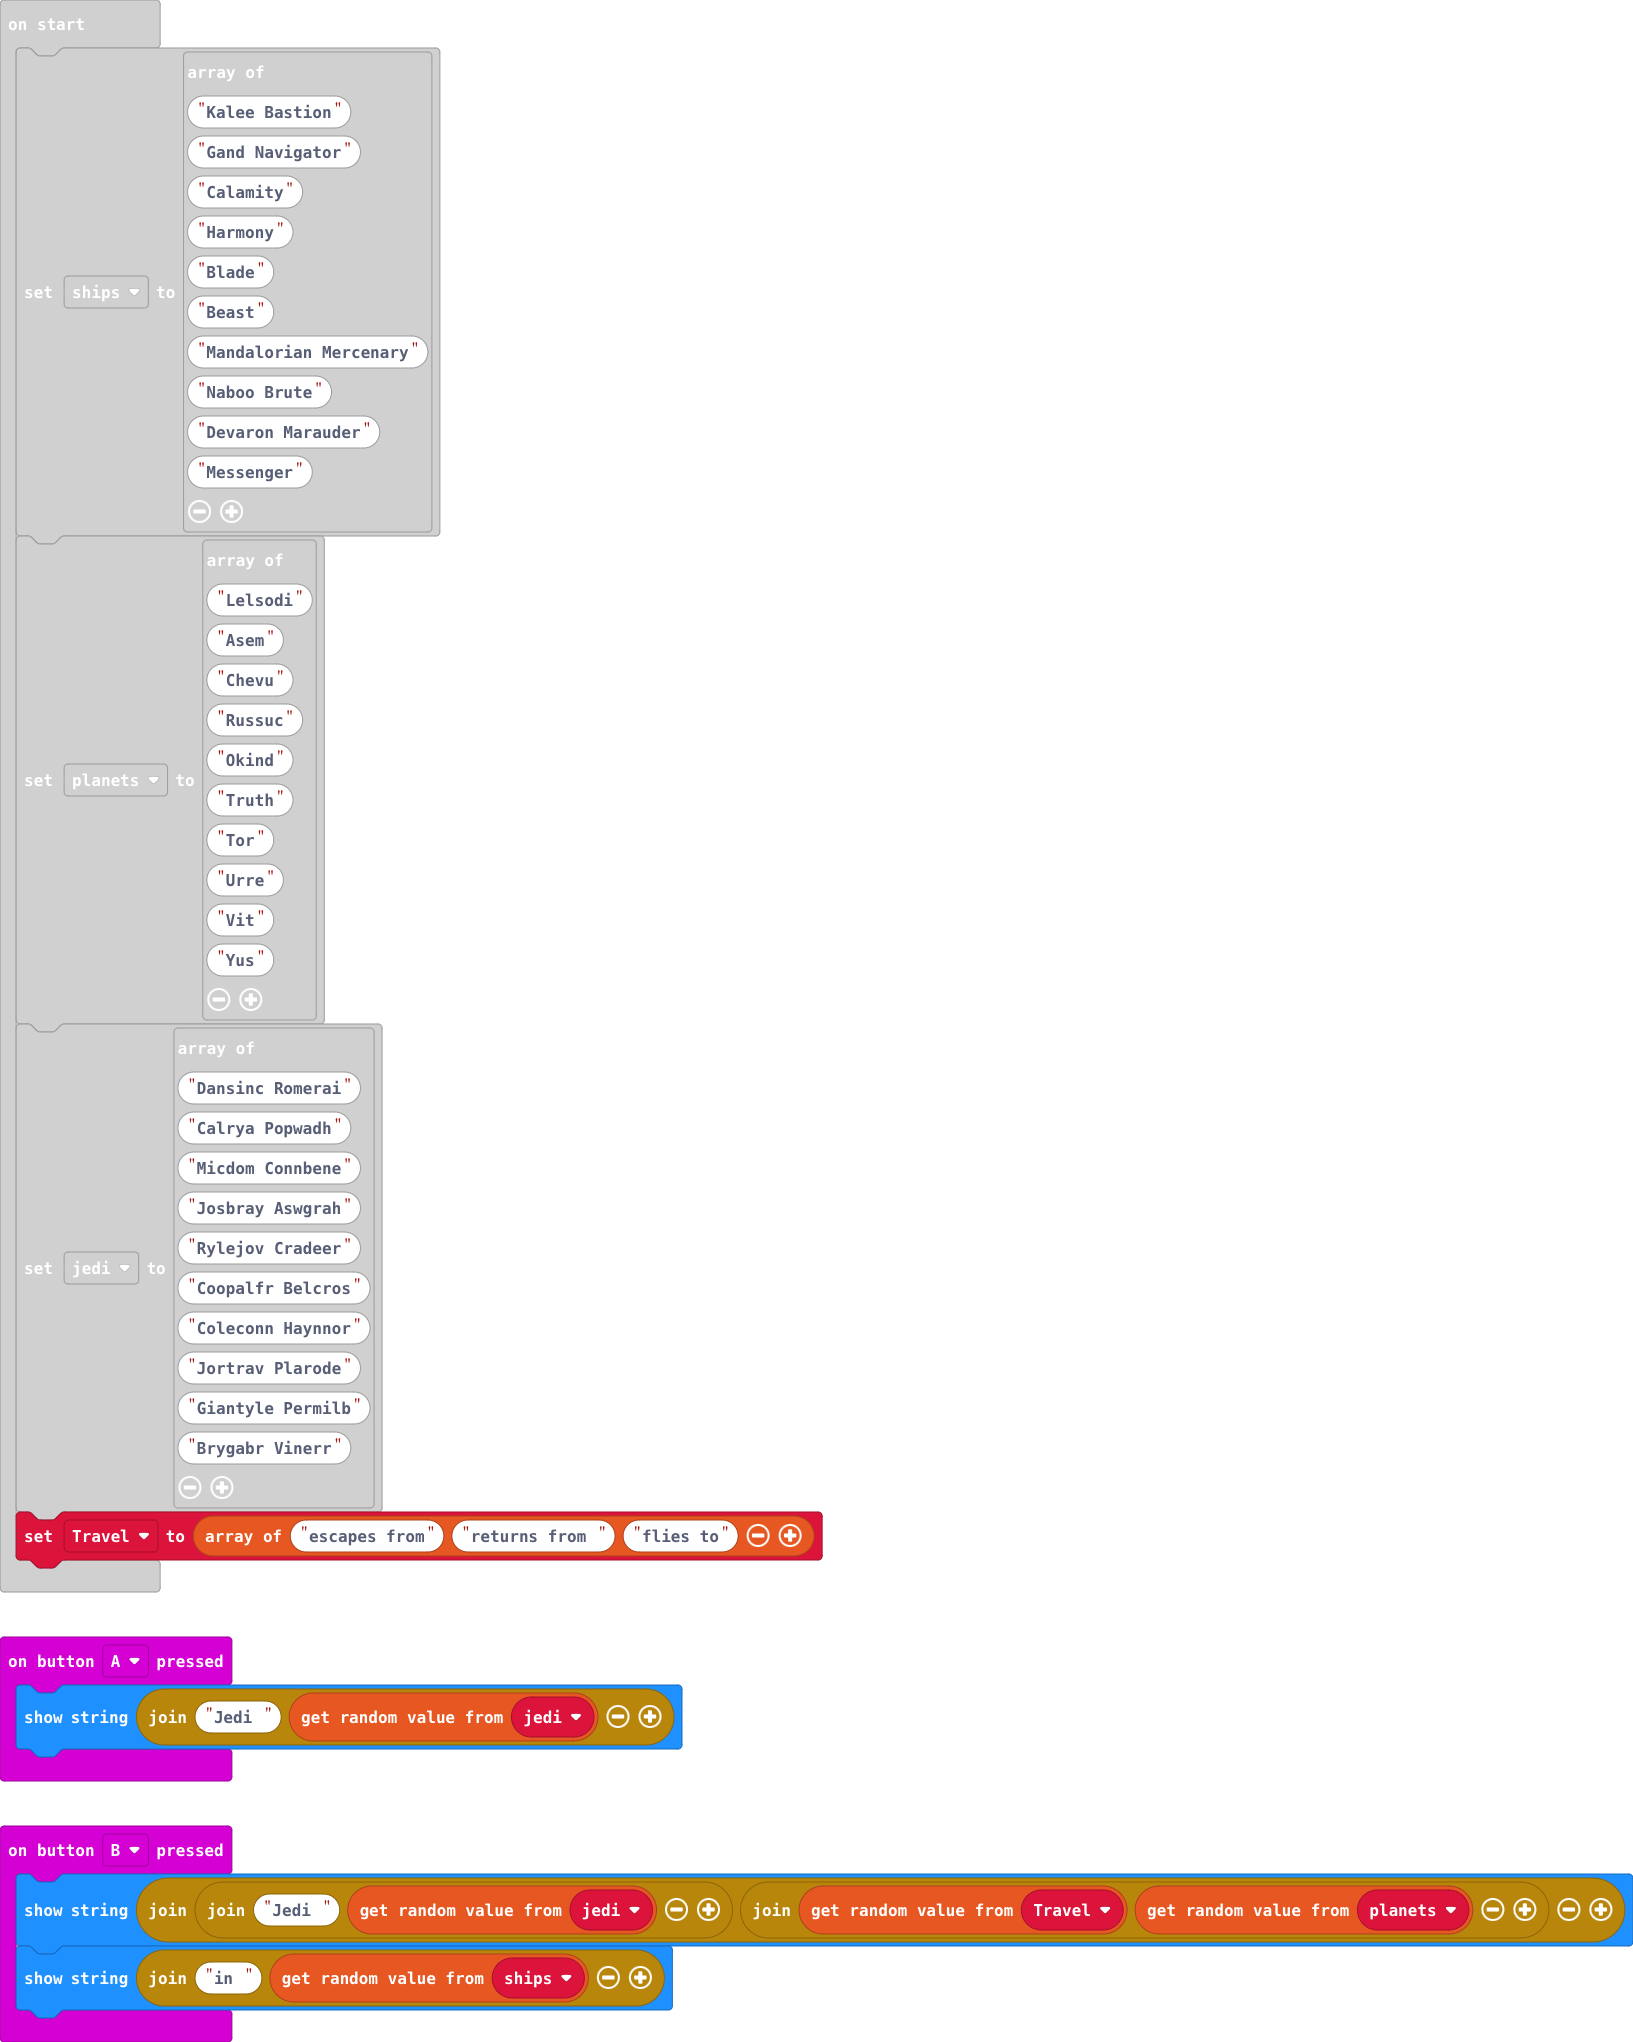 on start
array of
"Kalee Bastion"
"Gand Navigator"
"Calamity"
"Harmony"
"Blade"
set ships to
"Beast"
"Mandalorian Mercenary"
"Naboo Brute"
"Devaron Marauder"
"Messenger"
array of
"Lelsodi"
"Asem"
"Chevu"
"Russuc"
"Okind"
set planets to
"Truth"
"Tor"
"Urre"
"Vit"
"Yus"
array of
"Dansinc Romerai"
"Calrya Popwadh"
"Micdom Connbene"
"Josbray Aswgrah"
"Rylejov Cradeer"
set jedi to
"Coopalfr Belcros"
"Coleconn Haynnor"
"Jortrav Plarode"
"Giantyle Permilb"
"Brygabr Vinerr"
set Travel to array of "escapes from" "returns from " "flies to"
on button A pressed
show string join "Jedi " get random value from jedi
on button B pressed
show string join join "Jedi " get random value from jedi join get random value from Travel get random value from planets
show string join "in " get random value from ships